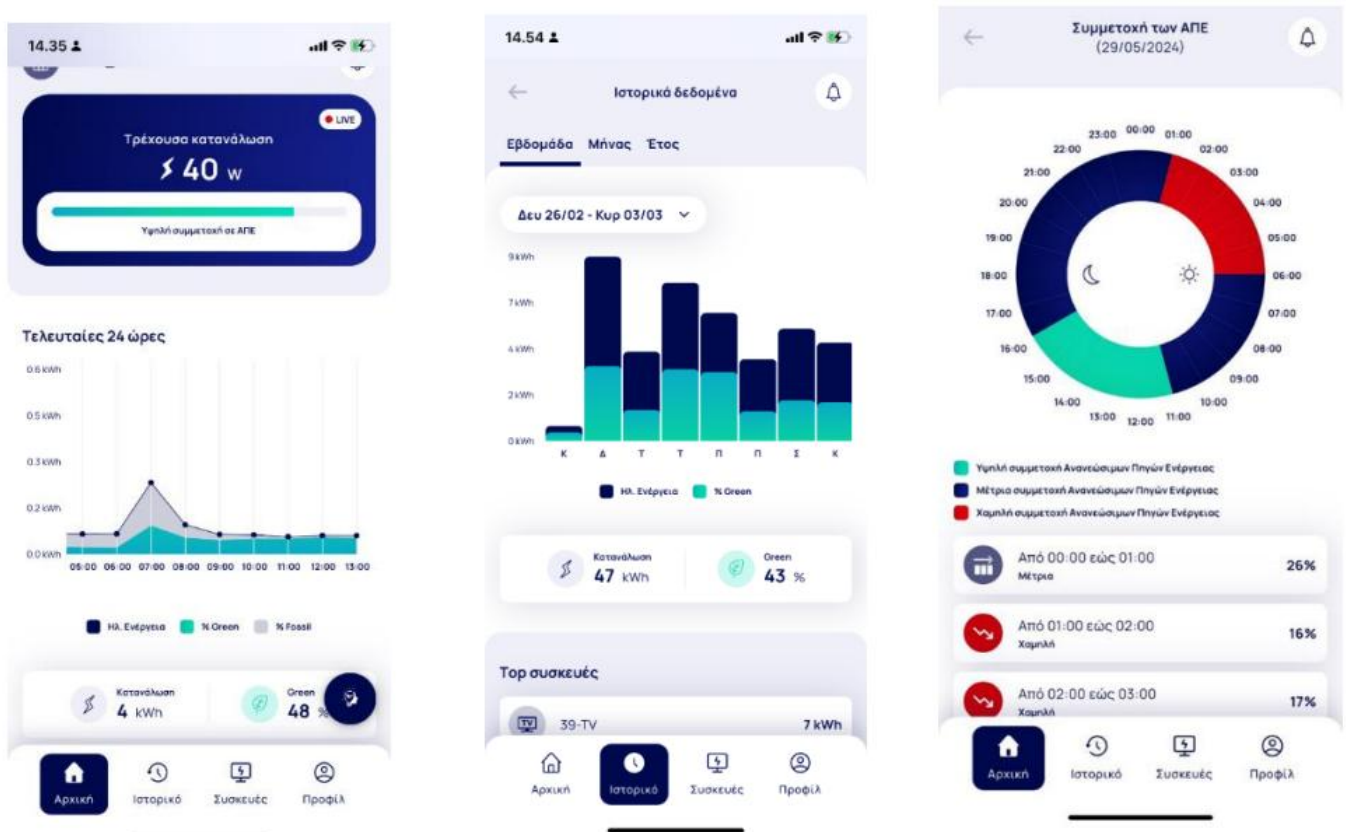 14.35
LIVE
Τρέχουσα κατανάλωση
40 W
Υψηλή συμμετοχή σε ΑΠΕ
Τελευταίες 24 ώρες
0.6 kWh
0.5 kWh
0.3 kWh
0.2 kWh
0.0 kWh
05:00 06:00 07:00 08:00 09:00 10:00 11:00 12:00 13:00
Ηλ. Ενέργεια % Green % Fossil
Κατανάλωση
4 kWh
Green
48 %
Αρχική Ιστορικό Συσκευές Προφίλ
14.54
Ιστορικά δεδομένα
Εβδομάδα Μήνας Έτος
Δευ 26/02 - Κυρ 03/03
9 kWh
7 kWh
4 kWh
2 kWh
0 kWh
Κ Δ Τ Τ Π Π Σ Κ
Ηλ. Ενέργεια % Green
Κατανάλωση
47 kWh
Green
43 %
Top συσκευές
TV 39-TV 7 kWh
Αρχική Ιστορικό Συσκευές Προφίλ
Συμμετοχή των ΑΠΕ
(29/05/2024)
00:00
01:00
02:00
03:00
04:00
05:00
06:00
07:00
08:00
09:00
10:00
11:00
12:00
13:00
14:00
15:00
16:00
17:00
18:00
19:00
20:00
21:00
22:00
23:00
Υψηλή συμμετοχή Ανανεώσιμων Πηγών Ενέργειας
Μέτρια συμμετοχή Ανανεώσιμων Πηγών Ενέργειας
Χαμηλή συμμετοχή Ανανεώσιμων Πηγών Ενέργειας
Από 00:00 εώς 01:00
Μέτρια
26%
Από 01:00 εώς 02:00
Χαμηλή
16%
Από 02:00 εώς 03:00
Χαμηλή
17%
Αρχική Ιστορικό Συσκευές Προφίλ